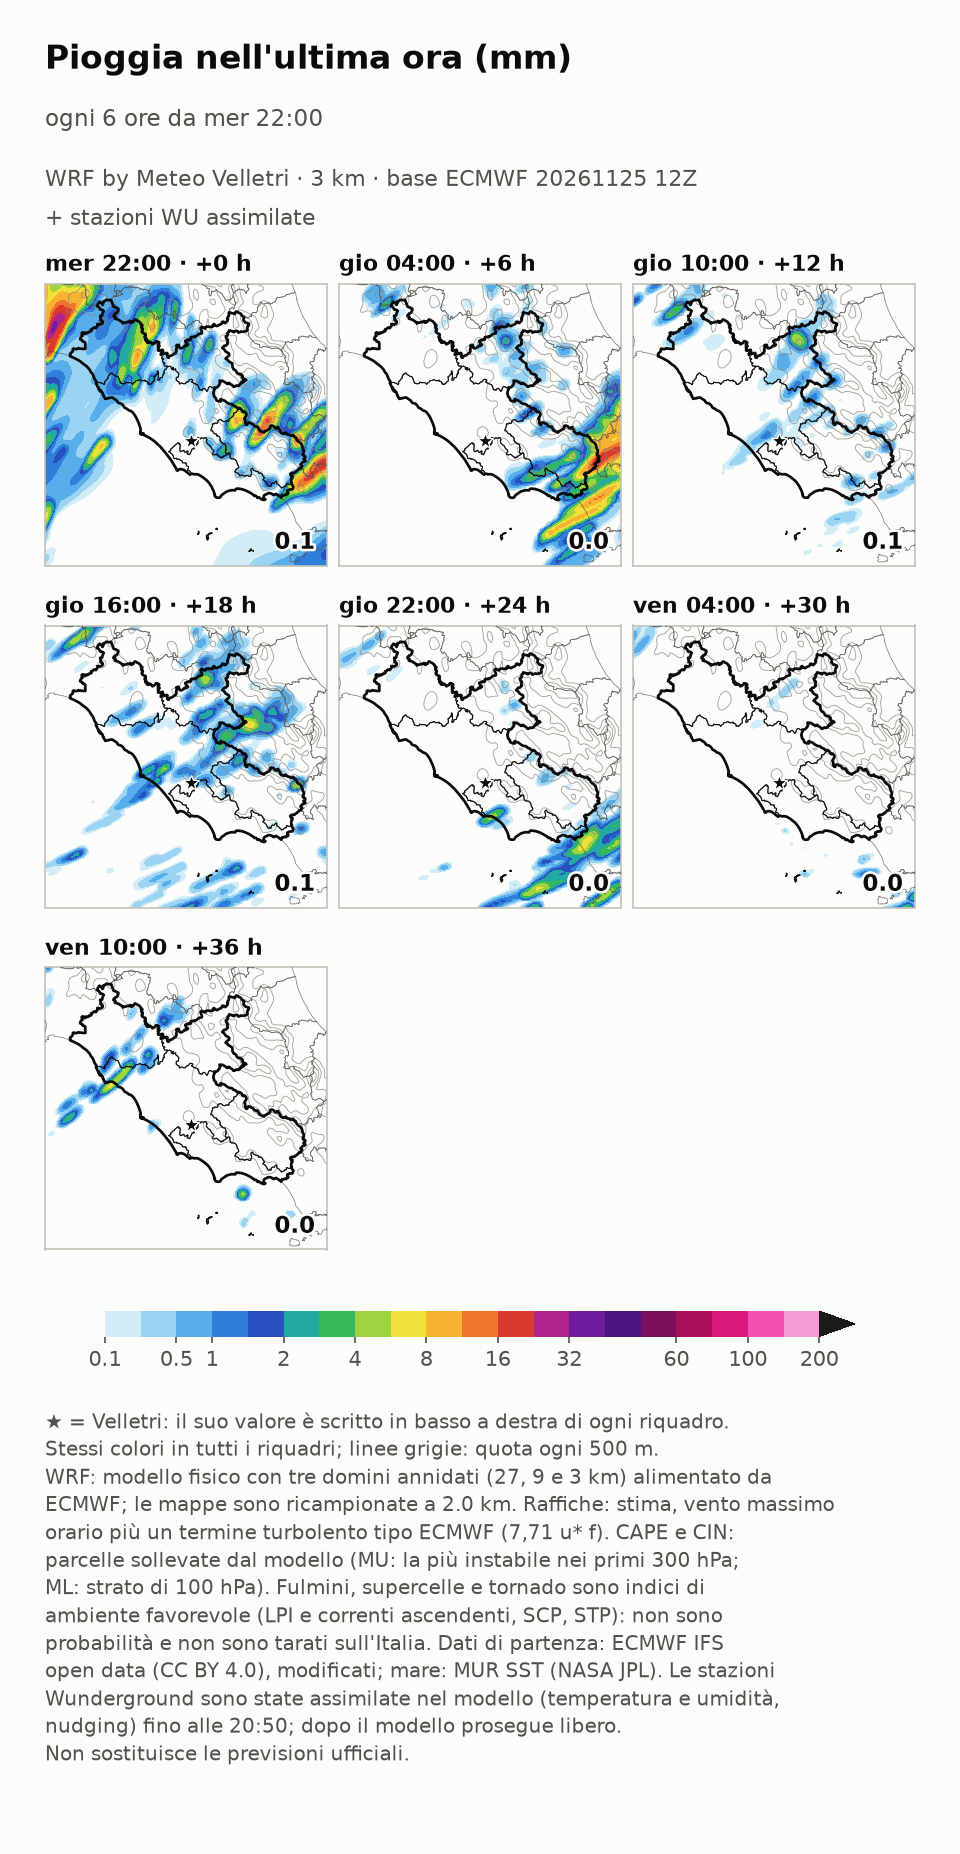 Pioggia nell'ultima ora (mm)
ogni 6 ore da mer 22:00
WRF by Meteo Velletri · 3 km · base ECMWF 20261125 12Z
+ stazioni WU assimilate
mer 22:00 · +0 h
gio 04:00 · +6 h
gio 10:00 · +12 h
0.1
0.0
0.1
gio 16:00 · +18 h
gio 22:00 · +24 h
ven 04:00 · +30 h
0.1
0.0
0.0
ven 10:00 · +36 h
0.0
0.1 0.5 1 2 4 8 16 32 60 100 200
★ = Velletri: il suo valore è scritto in basso a destra di ogni riquadro.
Stessi colori in tutti i riquadri; linee grigie: quota ogni 500 m.
WRF: modello fisico con tre domini annidati (27, 9 e 3 km) alimentato da
ECMWF; le mappe sono ricampionate a 2.0 km. Raffiche: stima, vento massimo
orario più un termine turbolento tipo ECMWF (7,71 u* f). CAPE e CIN:
parcelle sollevate dal modello (MU: la più instabile nei primi 300 hPa;
ML: strato di 100 hPa). Fulmini, supercelle e tornado sono indici di
ambiente favorevole (LPI e correnti ascendenti, SCP, STP): non sono
probabilità e non sono tarati sull'Italia. Dati di partenza: ECMWF IFS
open data (CC BY 4.0), modificati; mare: MUR SST (NASA JPL). Le stazioni
Wunderground sono state assimilate nel modello (temperatura e umidità,
nudging) fino alle 20:50; dopo il modello prosegue libero.
Non sostituisce le previsioni ufficiali.